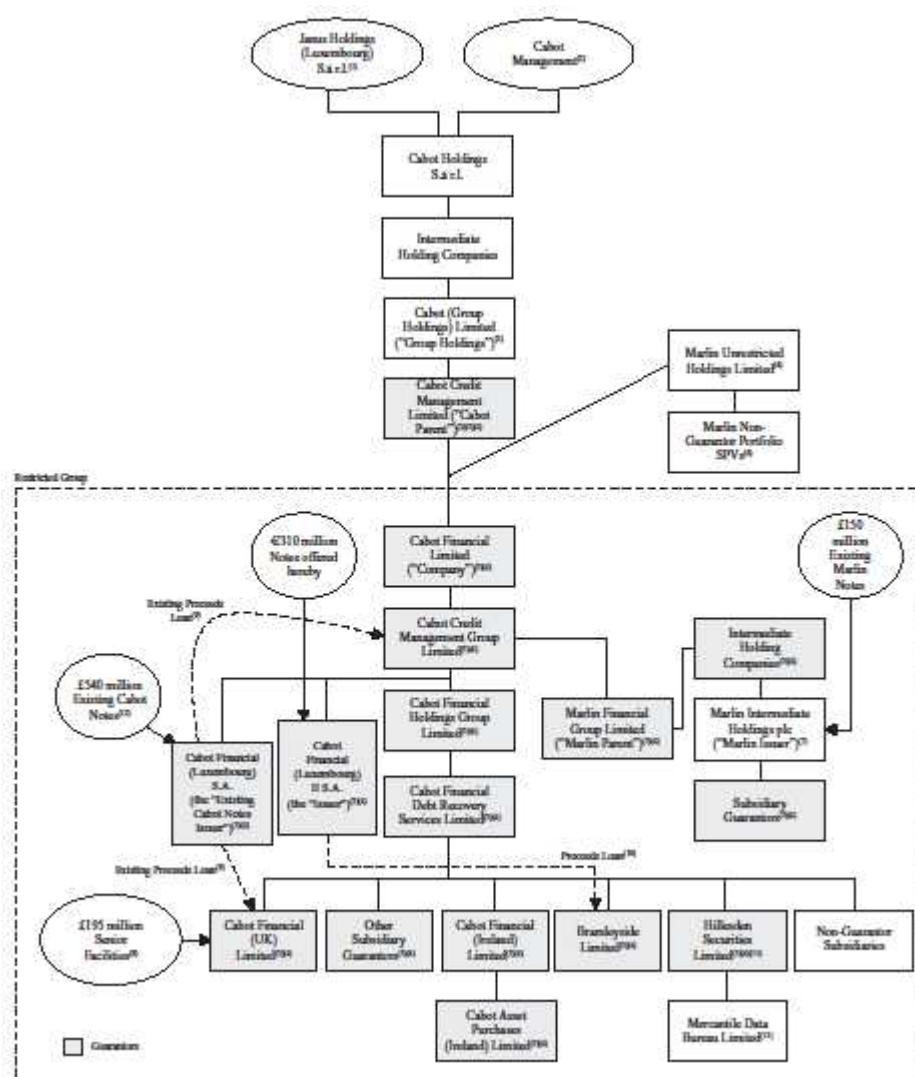 Janus Holdings
(Luxembourg)
S.a r.l.
Cabot
Management
Cabot Holdings
S.a r.l.
Intermediate
Holding Companies
Cabot (Group
Holdings) Limited
("Group Holdings")
Marlin Unrestricted
Holdings Limited
Cabot Credit
Management
Limited ("Cabot
Parent")
Marlin Non-
Guarantor Portfolio
SPVs
Restricted Group
€310 million
Notes offered
hereby
Cabot Financial
Limited
("Company")
£150
million
Existing
Marlin
Notes
Existing Proceeds
Loan
Cabot Credit
Management Group
Limited
Intermediate
Holding
Companies
£540 million
Existing Cabot
Notes
Cabot Financial
Holdings Group
Limited
Marlin Financial
Group Limited
("Marlin Parent")
Marlin Intermediate
Holdings plc
("Marlin Issuer")
Cabot Financial
(Luxembourg)
S.A.
(the "Existing
Cabot Notes
Issuer")
Cabot
Financial
(Luxembourg)
II S.A.
(the "Issuer")
Cabot Financial
Debt Recovery
Services Limited
Subsidiary
Guarantors
Existing Proceeds Loan
Proceeds Loan
£195 million
Senior
Facilities
Cabot Financial
(UK)
Limited
Other
Subsidiary
Guarantors
Cabot Financial
(Ireland)
Limited
Bramleyside
Limited
Hillesden
Securities
Limited
Non-Guarantor
Subsidiaries
Cabot Asset
Purchases
(Ireland) Limited
Mercantile Data
Bureau Limited
Guarantors